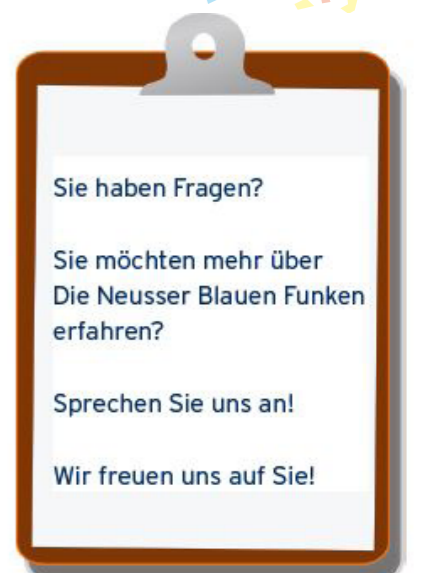 Sie haben Fragen?
Sie möchten mehr über
Die Neusser Blauen Funken
erfahren?
Sprechen Sie uns an!
Wir freuen uns auf Sie!